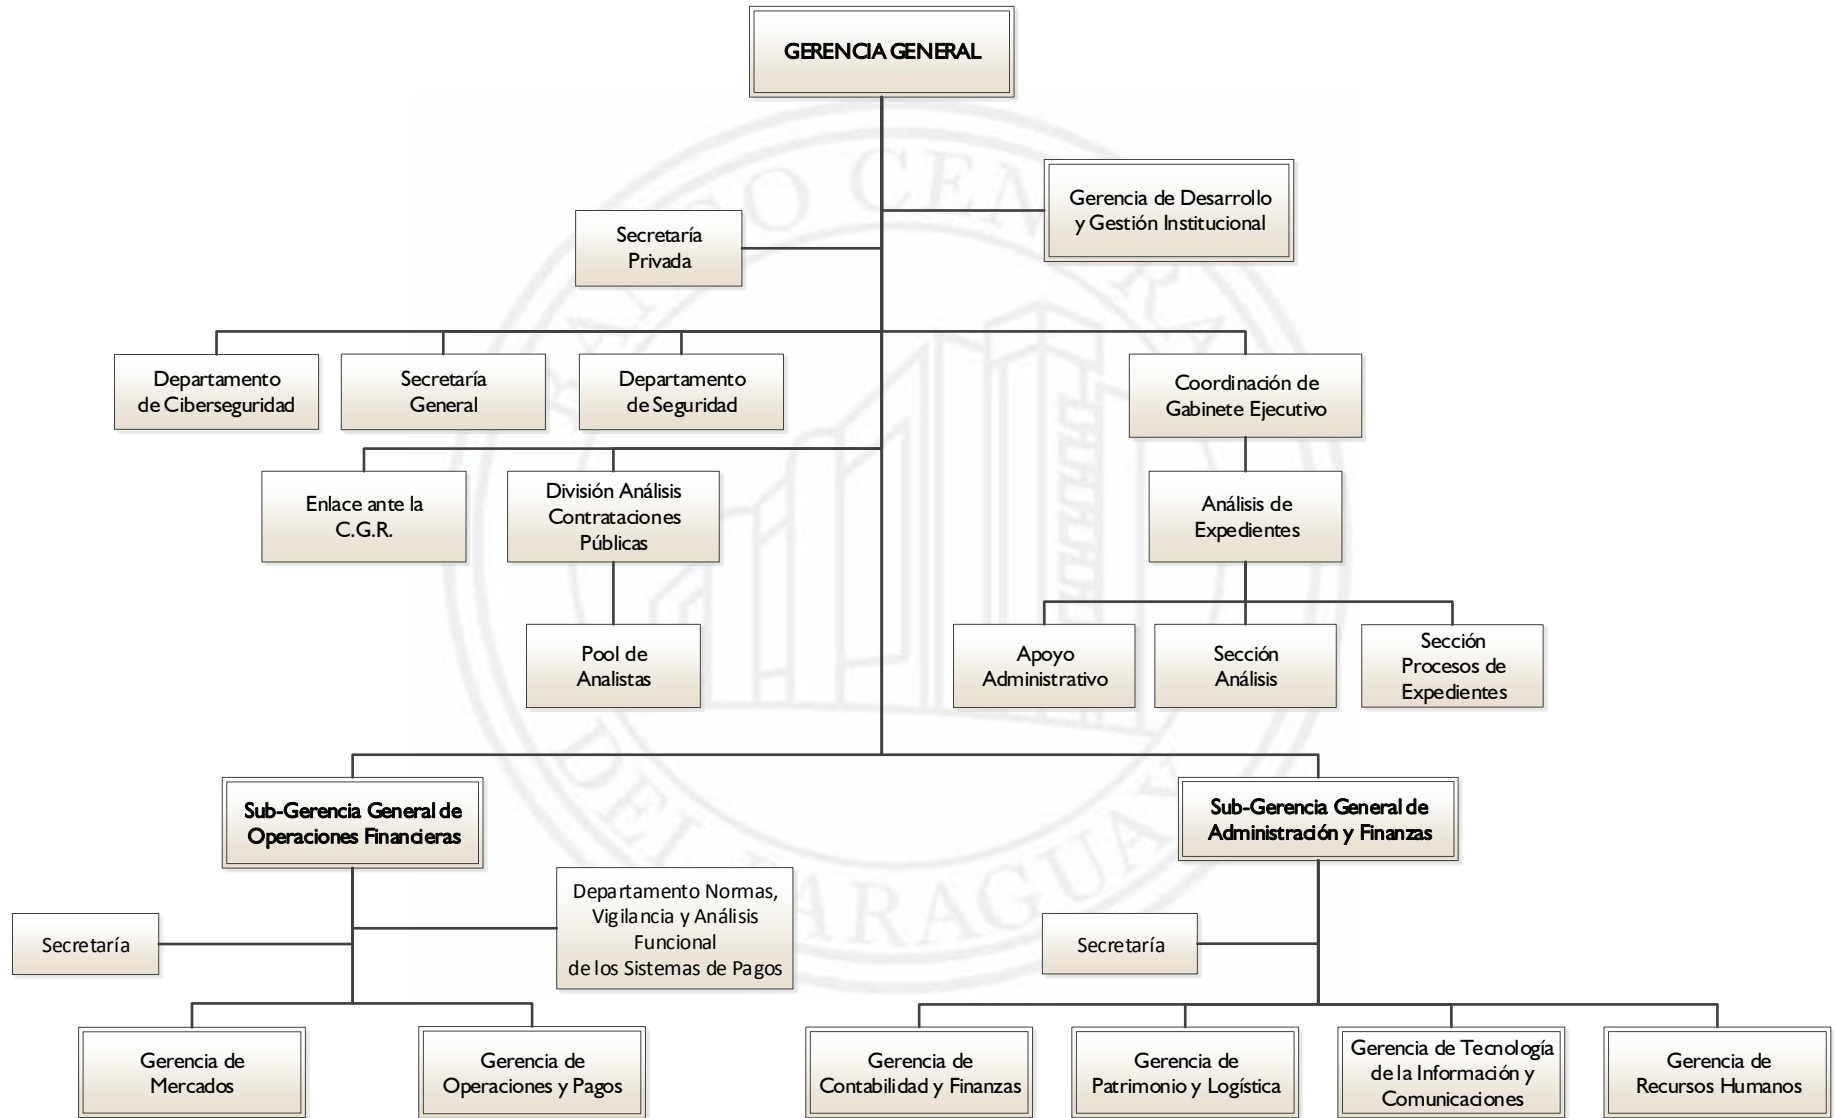 GERENCIA GENERAL
Gerencia de Desarrollo
y Gestión Institucional
Secretaría
Privada
Departamento
de Ciberseguridad
Secretaría
General
Departamento
de Seguridad
Coordinación de
Gabinete Ejecutivo
Enlace ante la
C.G.R.
División Análisis
Contrataciones
Públicas
Análisis de
Expedientes
Pool de
Analistas
Apoyo
Administrativo
Sección
Análisis
Sección
Procesos de
Expedientes
Sub-Gerencia General de
Operaciones Financieras
Sub-Gerencia General de
Administración y Finanzas
Secretaría
Departamento Normas,
Vigilancia y Análisis
Funcional
de los Sistemas de Pagos
Secretaría
Gerencia de
Mercados
Gerencia de
Operaciones y Pagos
Gerencia de
Contabilidad y Finanzas
Gerencia de
Patrimonio y Logística
Gerencia de Tecnología
de la Información y
Comunicaciones
Gerencia de
Recursos Humanos
BANCO CENTRAL
DEL PARAGUAY